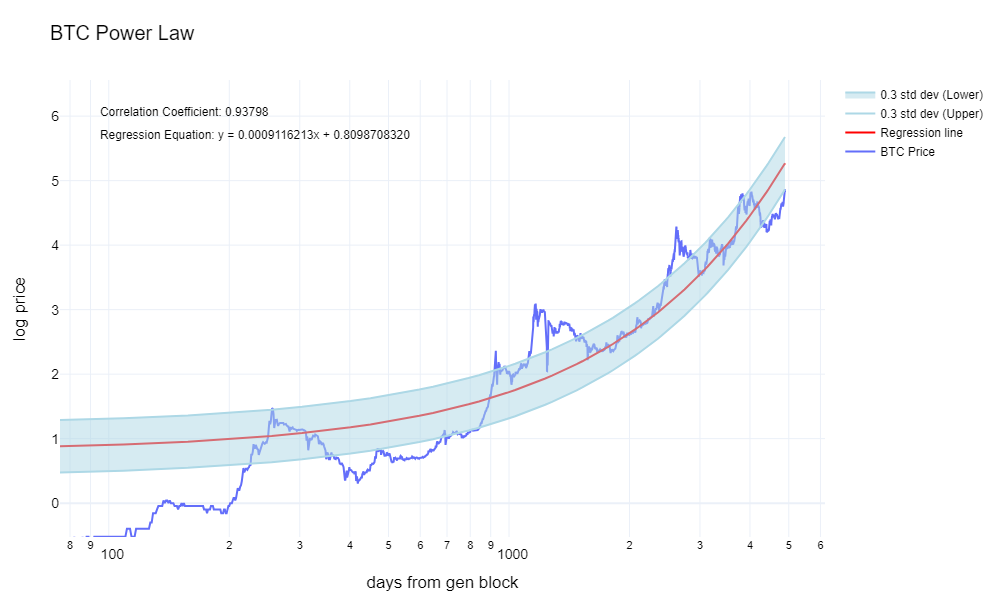 BTC Power Law
Correlation Coefficient: 0.93798
Regression Equation: y = 0.0009116213x + 0.8098708320
0.3 std dev (Lower)
0.3 std dev (Upper)
Regression line
BTC Price
6
5
4
3
2
1
0
log price
8 9 100 2 3 4 5 6 7 8 9 1000 2 3 4 5 6
days from gen block